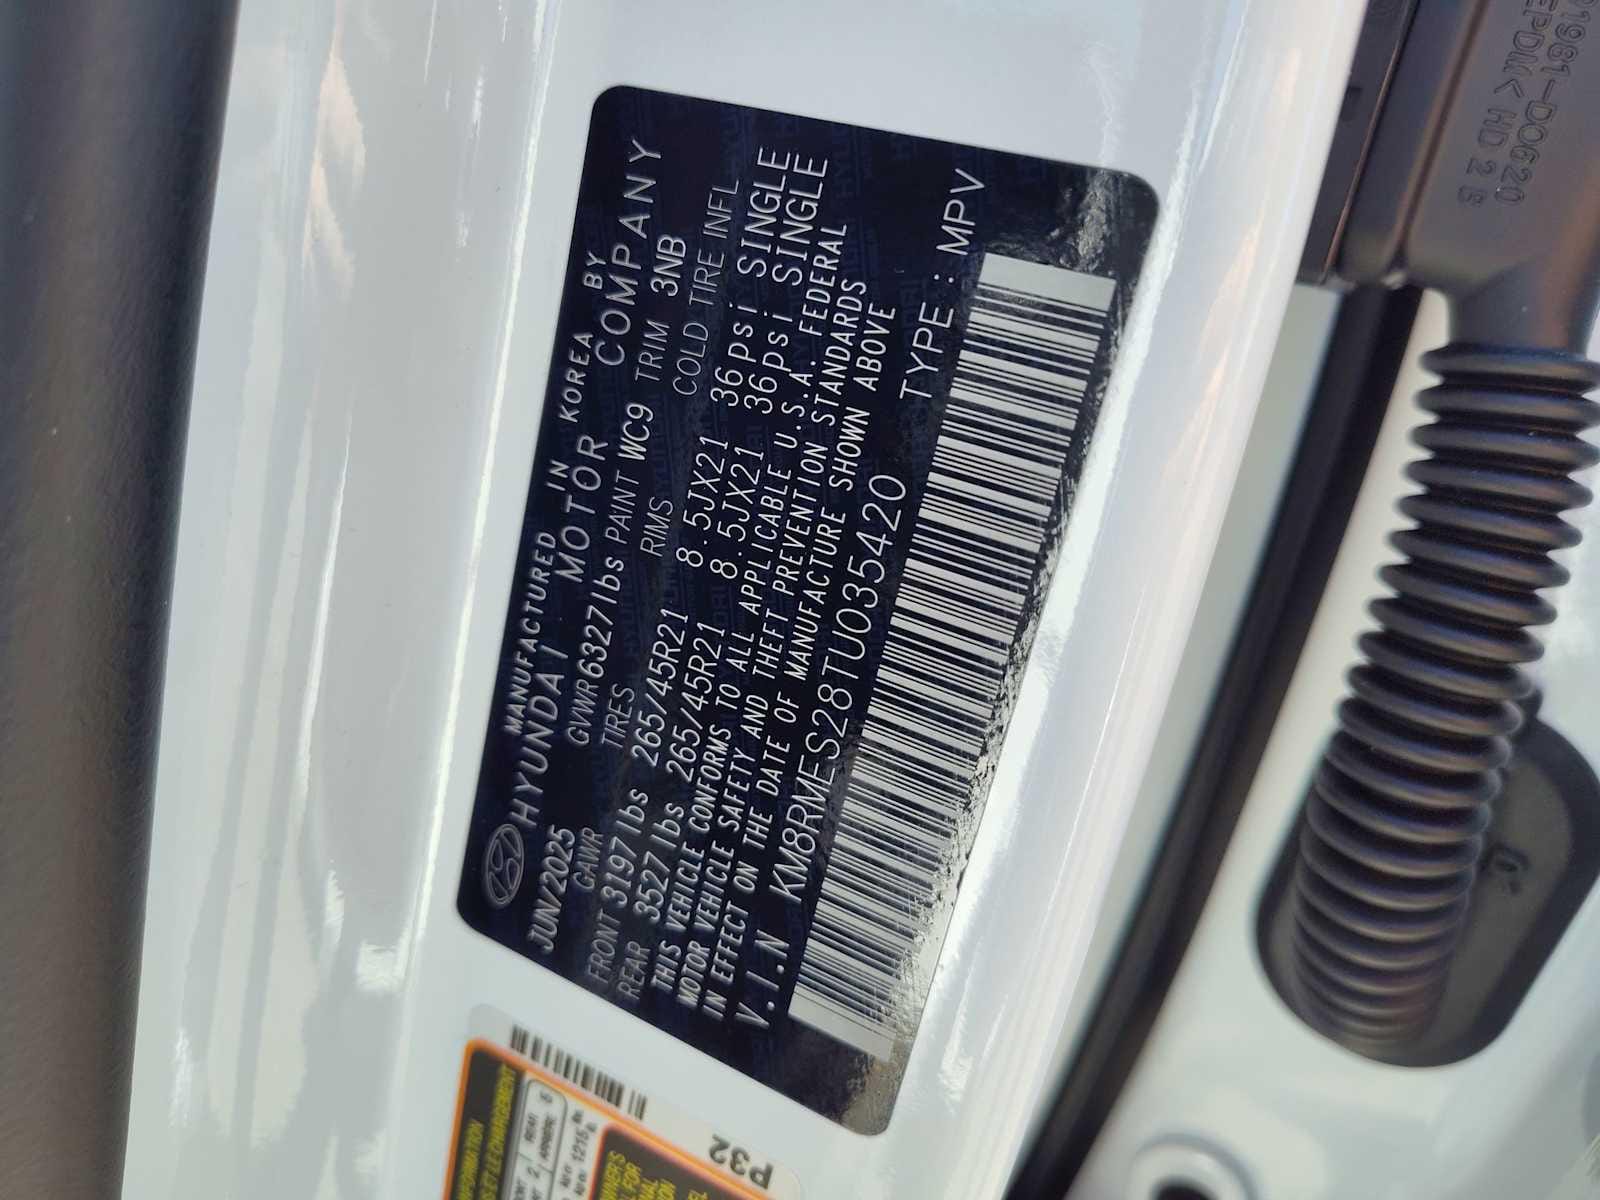 MANUFACTURED IN KOREA BY
HYUNDAI MOTOR COMPANY
JUN/2025 GVWR 6327lbs PAINT WC9 TRIM 3NB
GAWR TIRES RIMS COLD TIRE INFL
FRONT 3197lbs 265/45R21 8.5JX21 36psi SINGLE
REAR 3527lbs 265/45R21 8.5JX21 36psi SINGLE
THIS VEHICLE CONFORMS TO ALL APPLICABLE U.S.A. FEDERAL
MOTOR VEHICLE SAFETY AND THEFT PREVENTION STANDARDS
IN EFFECT ON THE DATE OF MANUFACTURE SHOWN ABOVE
V.I.N KM8RMES28TU035420 TYPE : MPV
P32